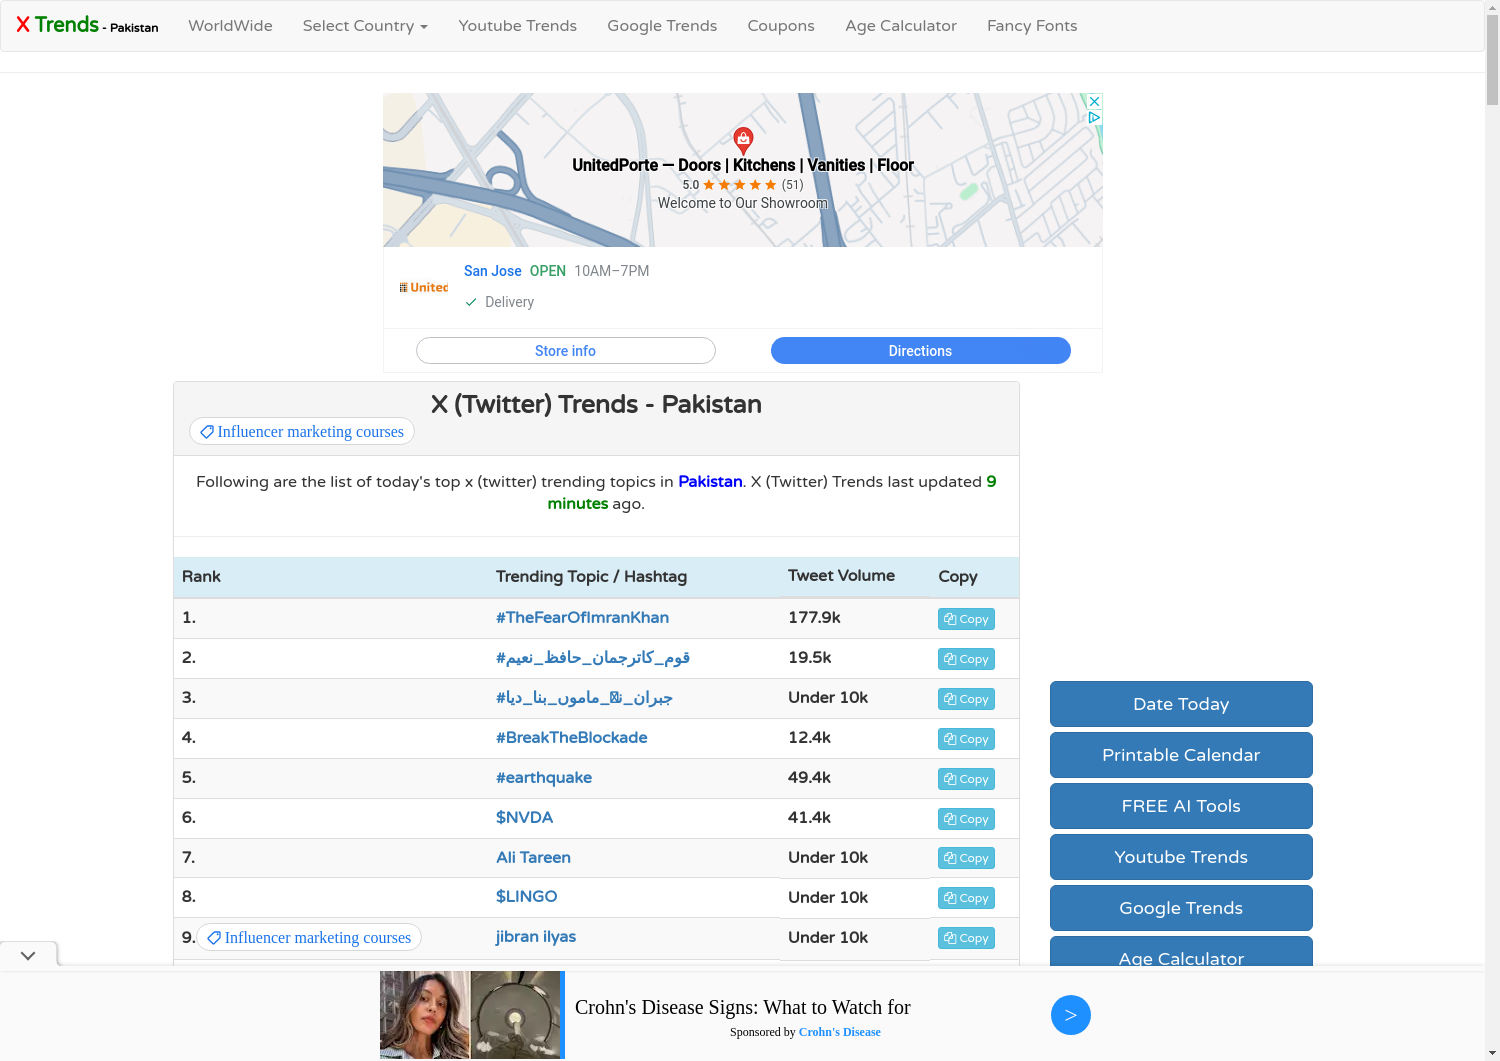 X Trends - Pakistan
WorldWide
Select Country
Youtube Trends
Google Trends
Coupons
Age Calculator
Fancy Fonts
UnitedPorte — Doors | Kitchens | Vanities | Floor
5.0 ★★★★★ (51)
Welcome to Our Showroom
United
San Jose OPEN 10AM–7PM
Delivery
Store info
Directions
X (Twitter) Trends - Pakistan
Influencer marketing courses
Following are the list of today's top x (twitter) trending topics in Pakistan. X (Twitter) Trends last updated 9
minutes ago.
Rank Trending Topic / Hashtag Tweet Volume Copy
1. #TheFearOfImranKhan 177.9k Copy
2. #قوم_کاترجمان_حافظ_نعیم 19.5k Copy
3. #جبران_ن_ماموں_بنا_دیا Under 10k Copy
4. #BreakTheBlockade 12.4k Copy
5. #earthquake 49.4k Copy
6. $NVDA 41.4k Copy
7. Ali Tareen Under 10k Copy
8. $LINGO Under 10k Copy
9. Influencer marketing courses jibran ilyas Under 10k Copy
Date Today
Printable Calendar
FREE AI Tools
Youtube Trends
Google Trends
Age Calculator
Crohn's Disease Signs: What to Watch for
Sponsored by Crohn's Disease
>